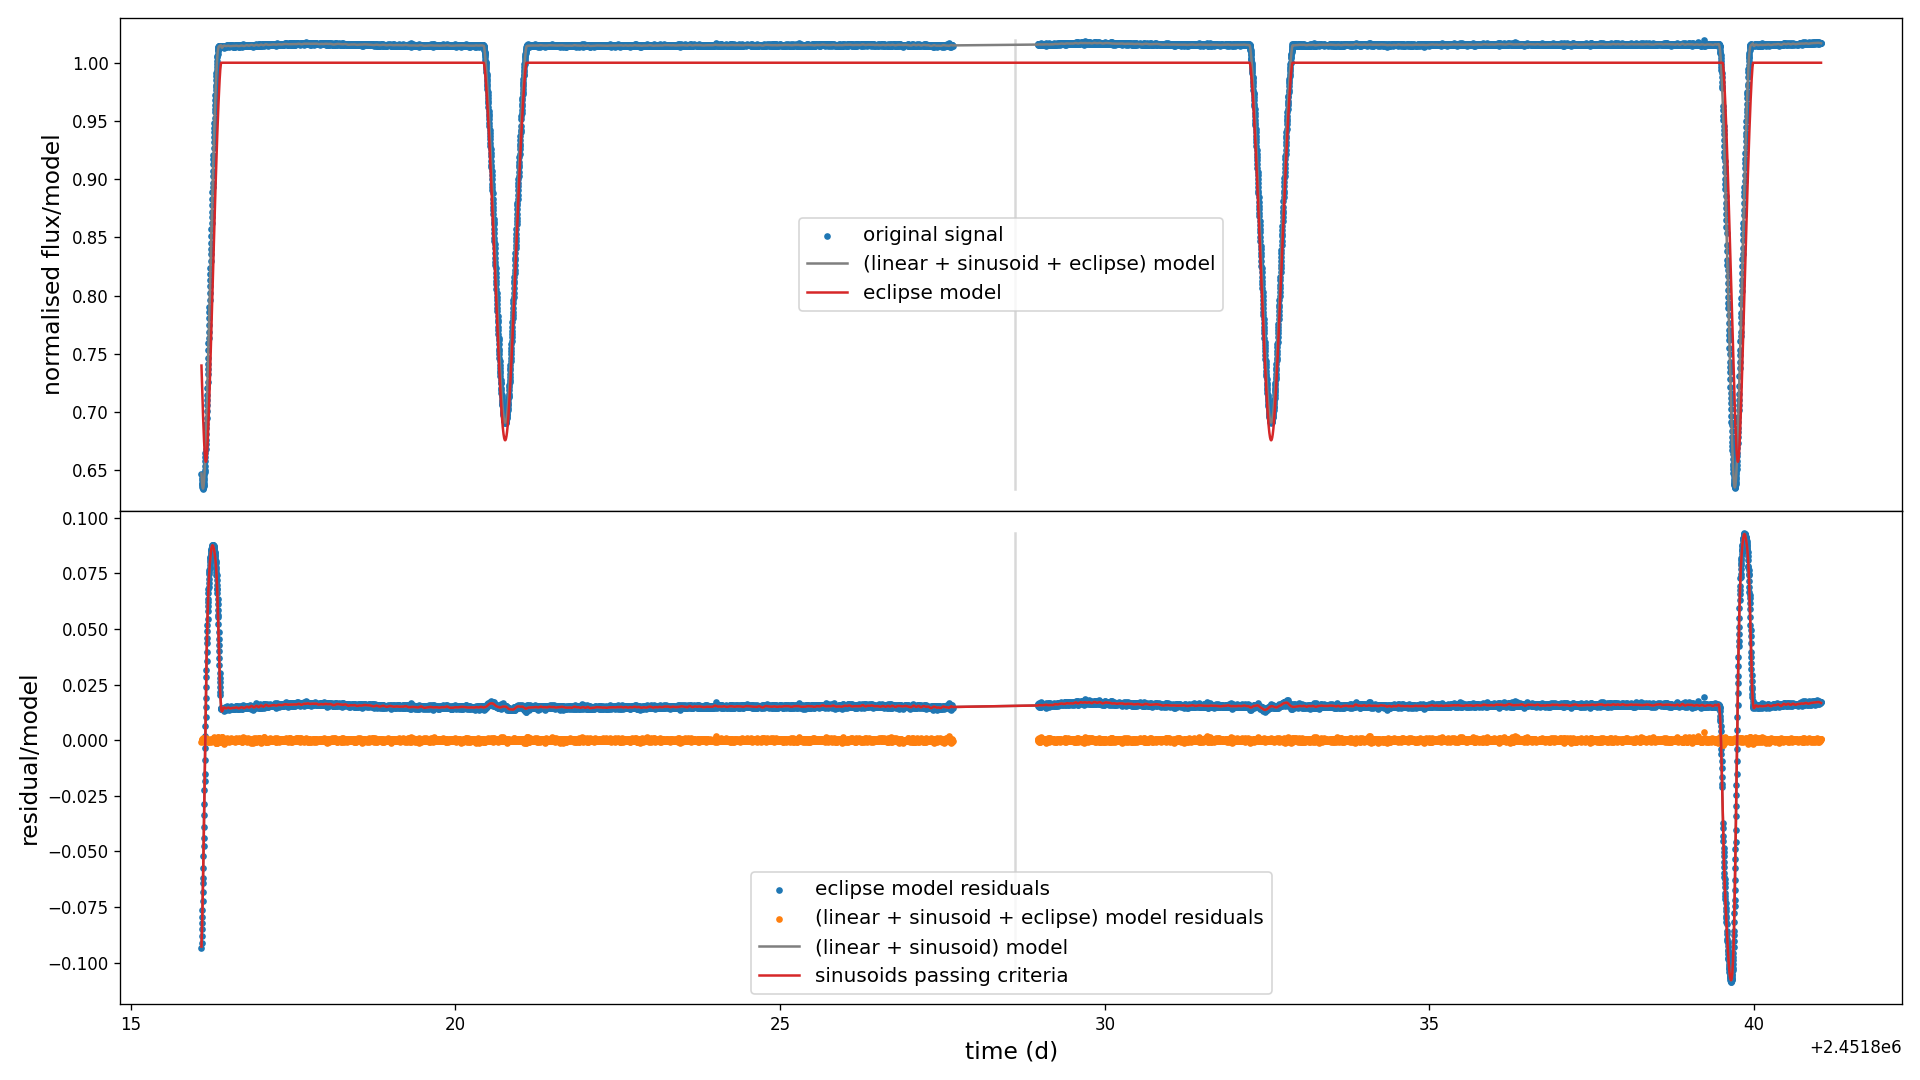 normalised flux/model
1.00
0.95
0.90
0.85
0.80
0.75
0.70
0.65
original signal
(linear + sinusoid + eclipse) model
eclipse model
residual/model
0.100
0.075
0.050
0.025
0.000
−0.025
−0.050
−0.075
−0.100
eclipse model residuals
(linear + sinusoid + eclipse) model residuals
(linear + sinusoid) model
sinusoids passing criteria
15 20 25 30 35 40
time (d)
+2.4518e6